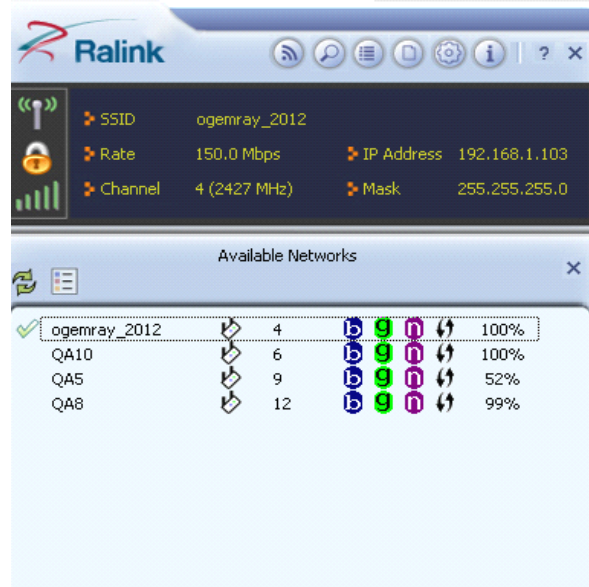 Ralink
i ? ×
SSID ogemray_2012
Rate 150.0 Mbps IP Address 192.168.1.103
Channel 4 (2427 MHz) Mask 255.255.255.0
Available Networks ×
ogemray_2012 4 b g n 100%
QA10 6 b g n 100%
QA5 9 b g n 52%
QA8 12 b g n 99%